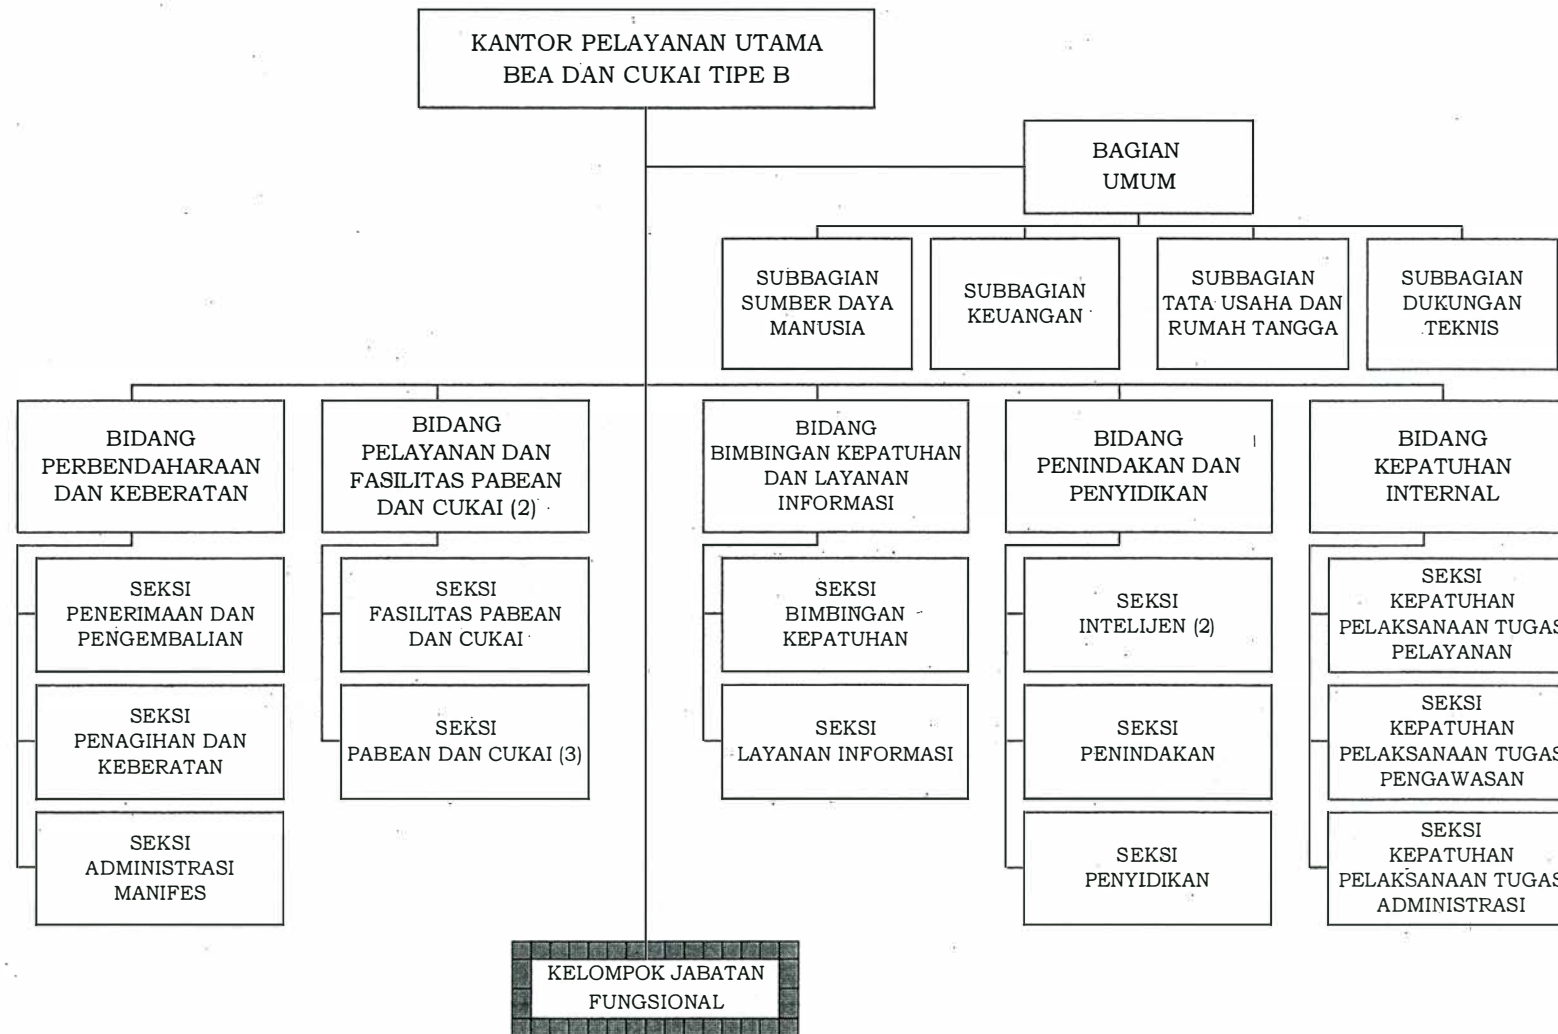 KANTOR PELAYANAN UTAMA
BEA DAN CUKAI TIPE B
BAGIAN
UMUM
SUBBAGIAN
SUMBER DAYA
MANUSIA
SUBBAGIAN
KEUANGAN
SUBBAGIAN
TATA USAHA DAN
RUMAH TANGGA
SUBBAGIAN
DUKUNGAN
TEKNIS
BIDANG
PERBENDAHARAAN
DAN KEBERATAN
BIDANG
PELAYANAN DAN
FASILITAS PABEAN
DAN CUKAI (2)
BIDANG
BIMBINGAN KEPATUHAN
DAN LAYANAN
INFORMASI
BIDANG
PENINDAKAN DAN
PENYIDIKAN
BIDANG
KEPATUHAN
INTERNAL
SEKSI
PENERIMAAN DAN
PENGEMBALIAN
SEKSI
FASILITAS PABEAN
DAN CUKAI
SEKSI
BIMBINGAN
KEPATUHAN
SEKSI
INTELIJEN (2)
SEKSI
KEPATUHAN
PELAKSANAAN TUGAS
PELAYANAN
SEKSI
PENAGIHAN DAN
KEBERATAN
SEKSI
PABEAN DAN CUKAI (3)
SEKSI
LAYANAN INFORMASI
SEKSI
PENINDAKAN
SEKSI
KEPATUHAN
PELAKSANAAN TUGAS
PENGAWASAN
SEKSI
ADMINISTRASI
MANIFES
SEKSI
PENYIDIKAN
SEKSI
KEPATUHAN
PELAKSANAAN TUGAS
ADMINISTRASI
KELOMPOK JABATAN
FUNGSIONAL